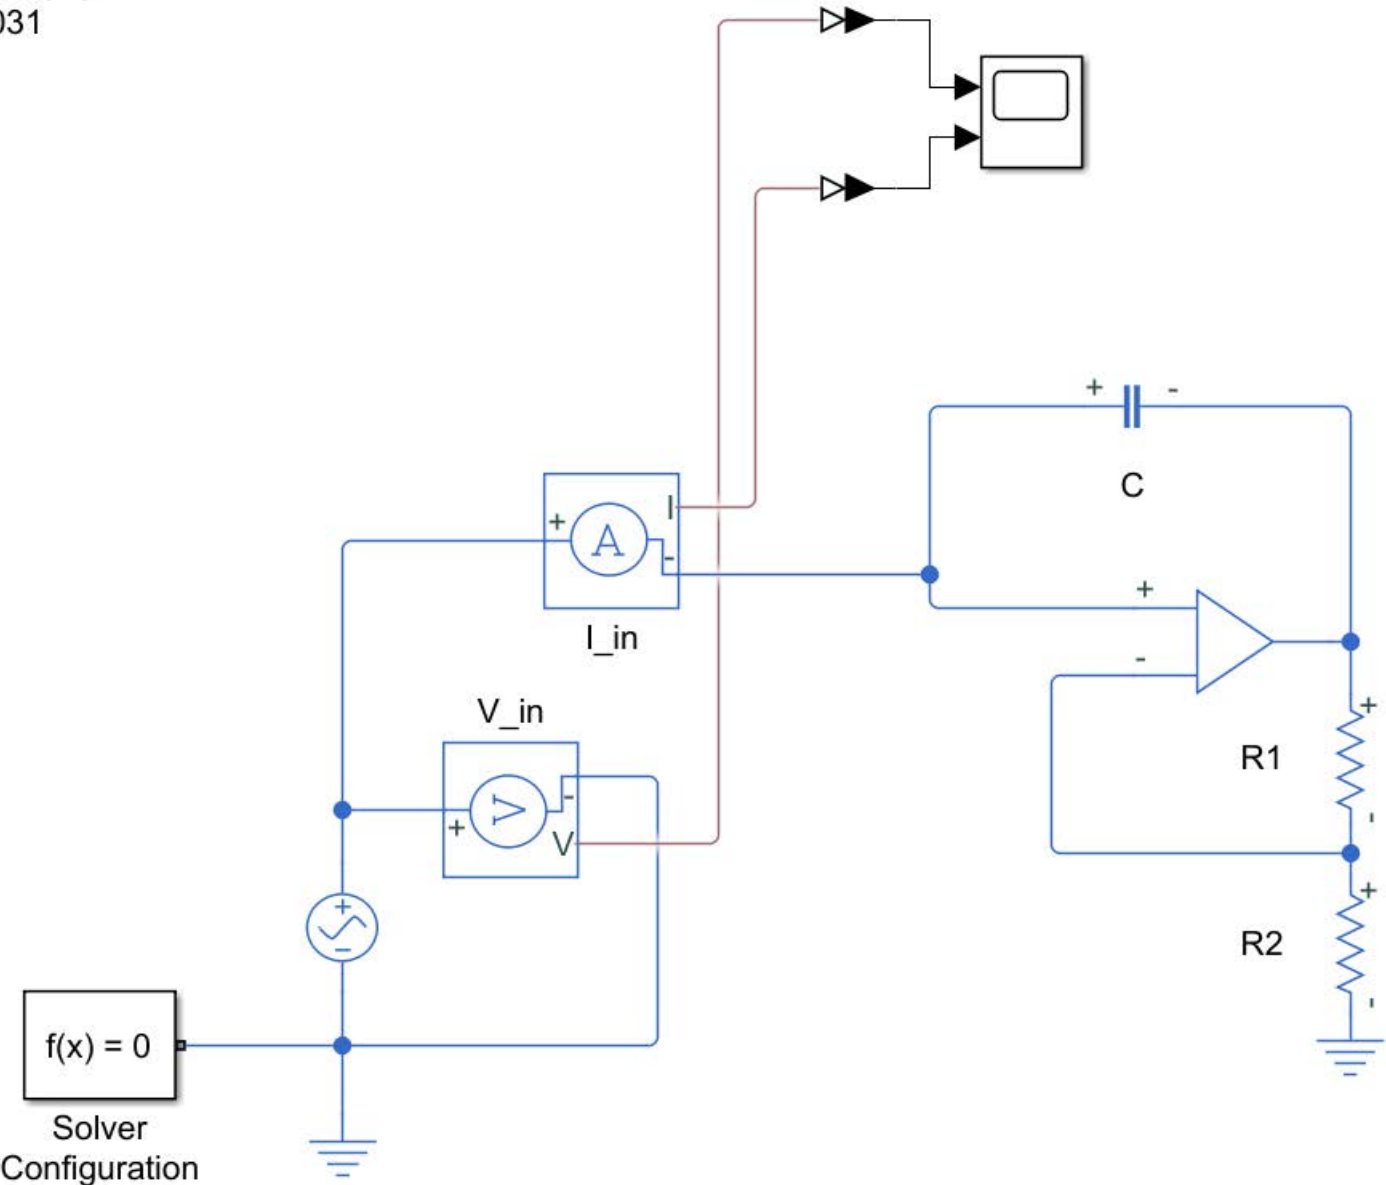 031
+
-
C
I
+
A
-
+
I_in
-
V_in
+
R1
-
V
+
-
V
+
+
R2
-
f(x) = 0
Solver
Configuration